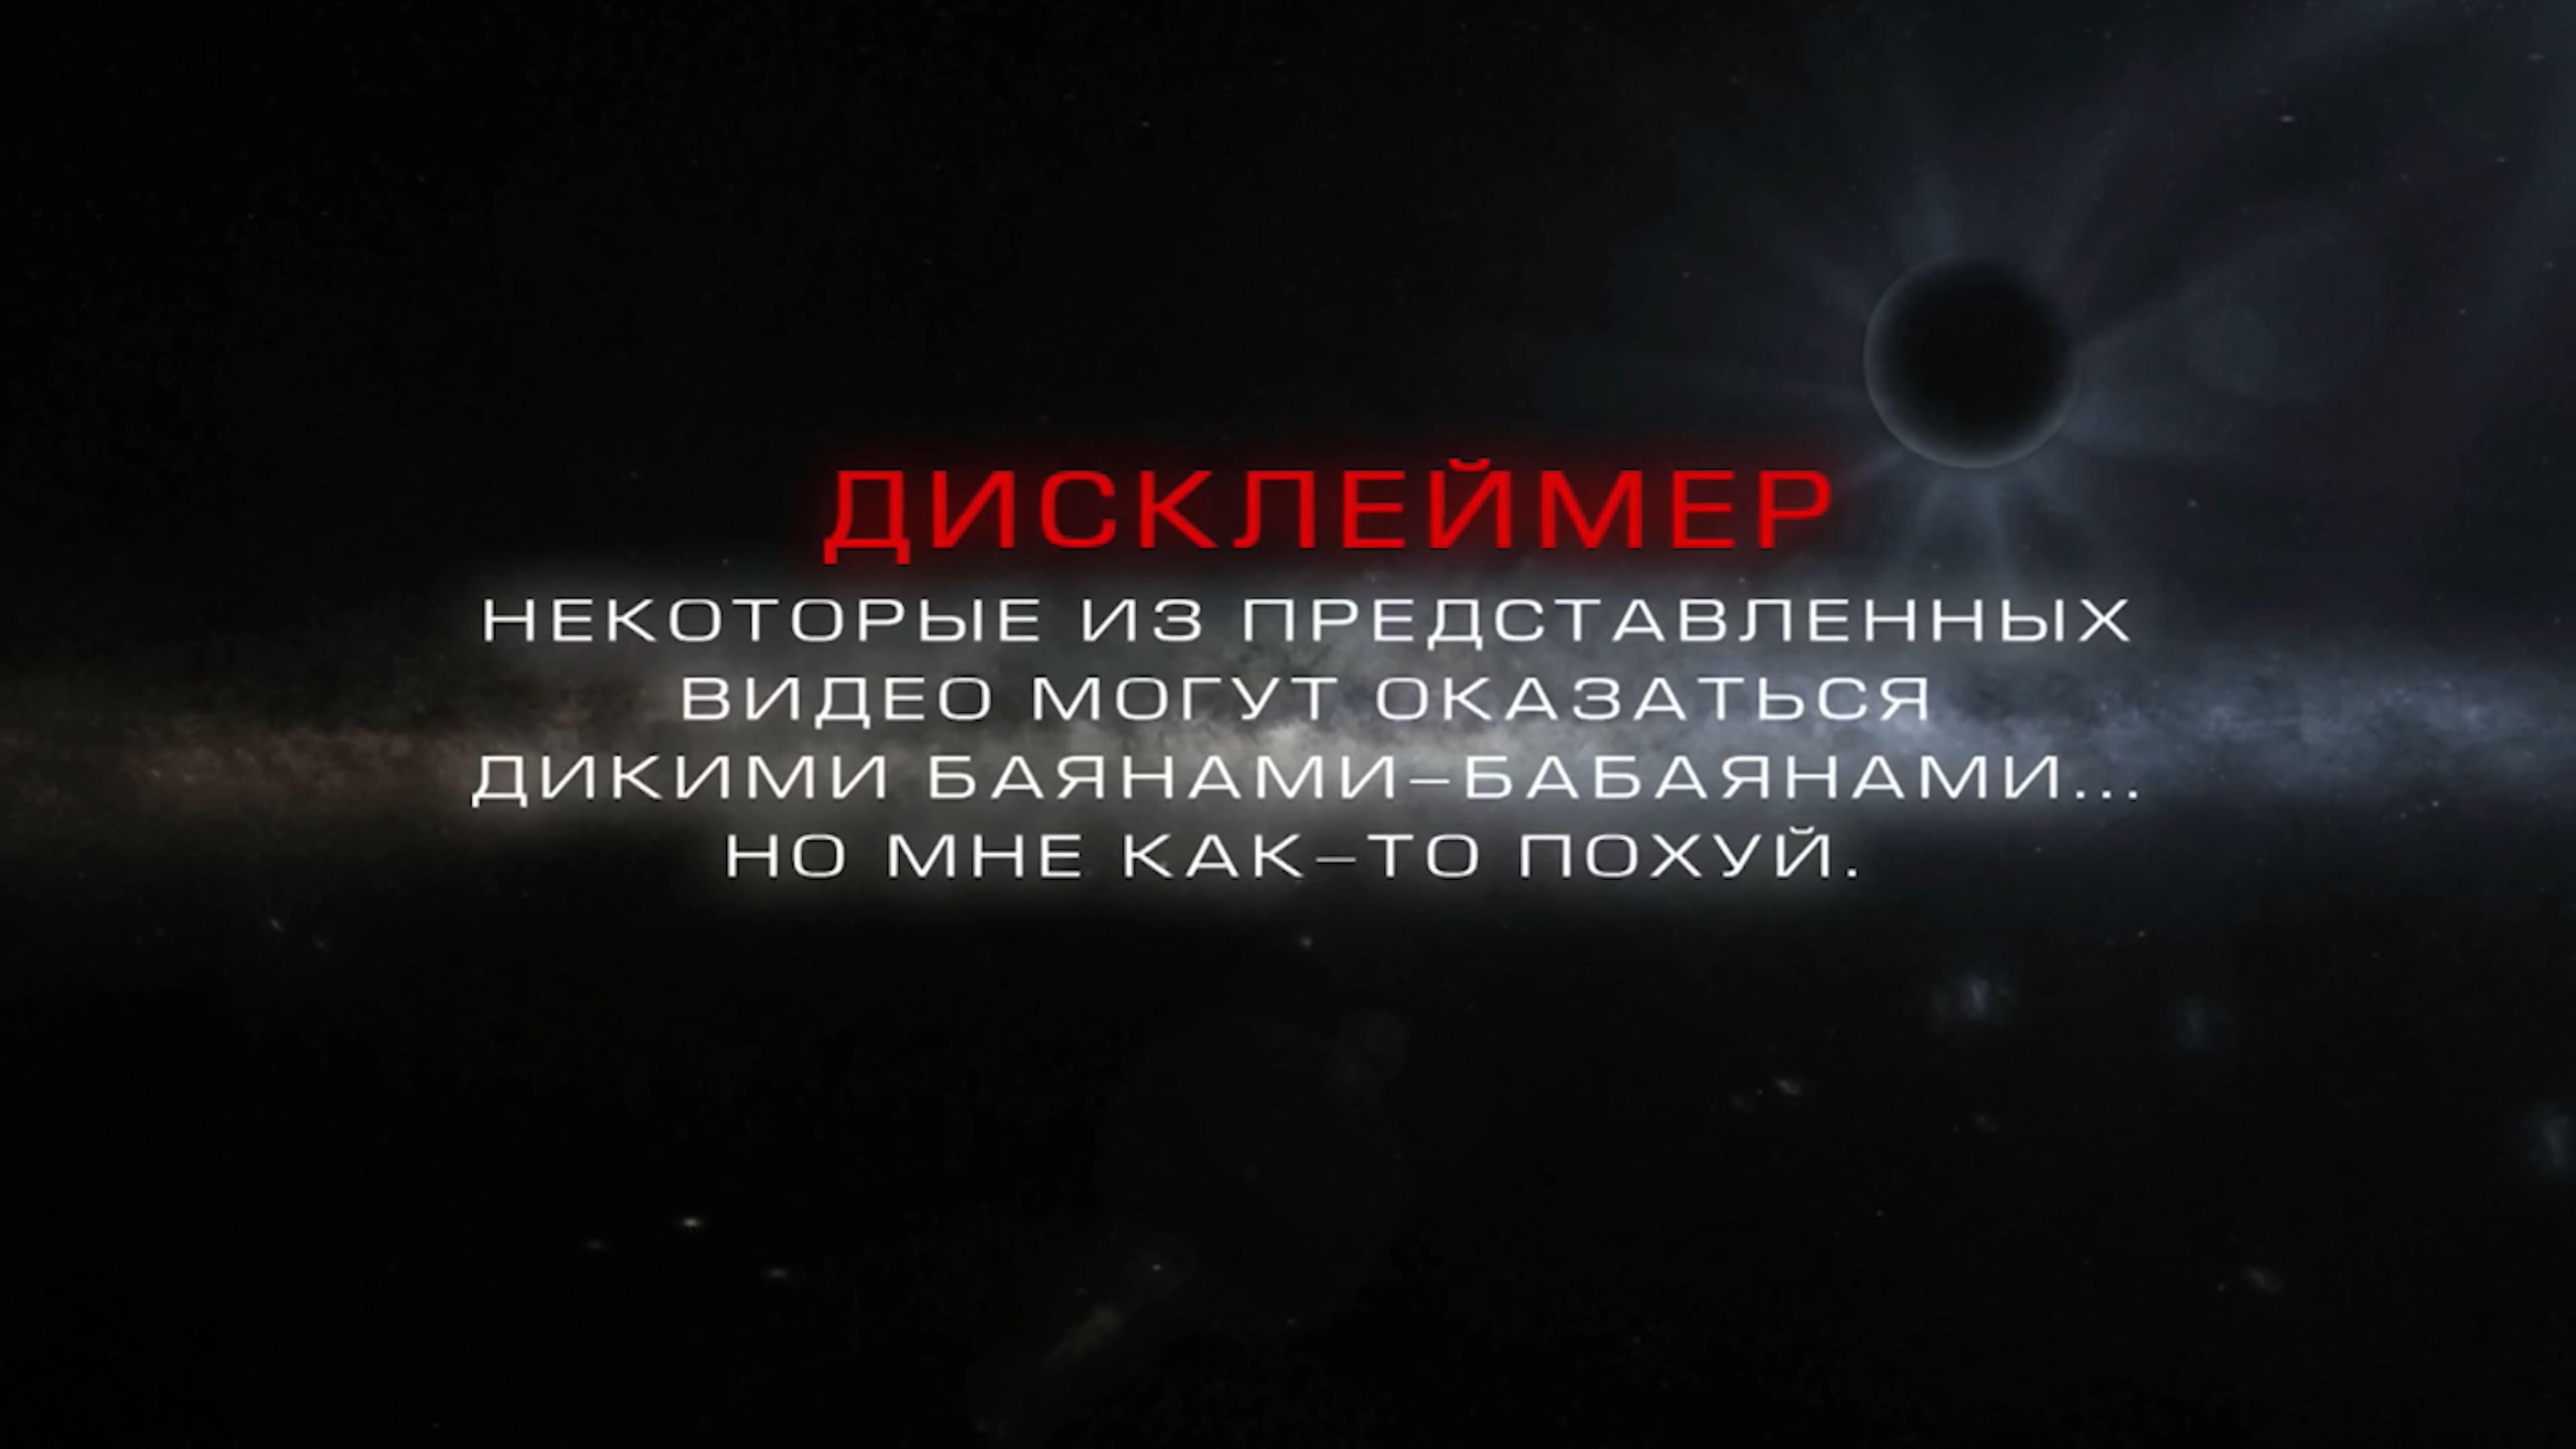 ДИСКЛЕЙМЕР
НЕКОТОРЫЕ ИЗ ПРЕДСТАВЛЕННЫХ
ВИДЕО МОГУТ ОКАЗАТЬСЯ
ДИКИМИ БАЯНАМИ-БАБАЯНАМИ...
НО МНЕ КАК-ТО ПОХУЙ.